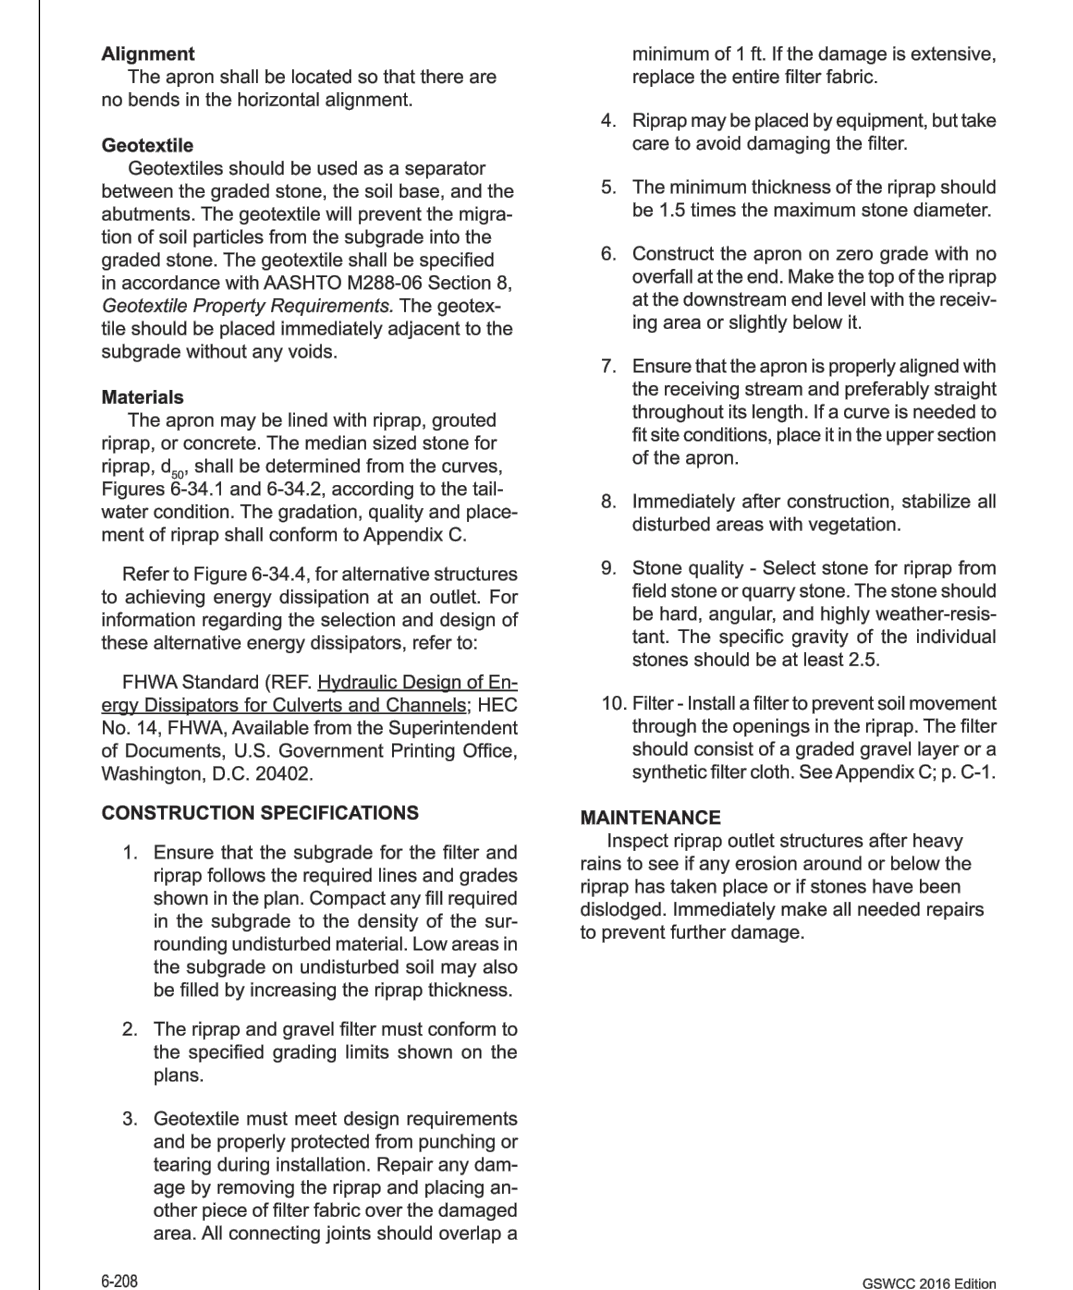 Alignment
The apron shall be located so that there are
no bends in the horizontal alignment.
Geotextile
Geotextiles should be used as a separator
between the graded stone, the soil base, and the
abutments. The geotextile will prevent the migra-
tion of soil particles from the subgrade into the
graded stone. The geotextile shall be specified
in accordance with AASHTO M288-06 Section 8,
Geotextile Property Requirements. The geotex-
tile should be placed immediately adjacent to the
subgrade without any voids.
Materials
The apron may be lined with riprap, grouted
riprap, or concrete. The median sized stone for
riprap, d50, shall be determined from the curves,
Figures 6-34.1 and 6-34.2, according to the tail-
water condition. The gradation, quality and place-
ment of riprap shall conform to Appendix C.
Refer to Figure 6-34.4, for alternative structures
to achieving energy dissipation at an outlet. For
information regarding the selection and design of
these alternative energy dissipators, refer to:
FHWA Standard (REF. Hydraulic Design of En-
ergy Dissipators for Culverts and Channels; HEC
No. 14, FHWA, Available from the Superintendent
of Documents, U.S. Government Printing Office,
Washington, D.C. 20402.
CONSTRUCTION SPECIFICATIONS
1. Ensure that the subgrade for the filter and
riprap follows the required lines and grades
shown in the plan. Compact any fill required
in the subgrade to the density of the sur-
rounding undisturbed material. Low areas in
the subgrade on undisturbed soil may also
be filled by increasing the riprap thickness.
2. The riprap and gravel filter must conform to
the specified grading limits shown on the
plans.
3. Geotextile must meet design requirements
and be properly protected from punching or
tearing during installation. Repair any dam-
age by removing the riprap and placing an-
other piece of filter fabric over the damaged
area. All connecting joints should overlap a
minimum of 1 ft. If the damage is extensive,
replace the entire filter fabric.
4. Riprap may be placed by equipment, but take
care to avoid damaging the filter.
5. The minimum thickness of the riprap should
be 1.5 times the maximum stone diameter.
6. Construct the apron on zero grade with no
overfall at the end. Make the top of the riprap
at the downstream end level with the receiv-
ing area or slightly below it.
7. Ensure that the apron is properly aligned with
the receiving stream and preferably straight
throughout its length. If a curve is needed to
fit site conditions, place it in the upper section
of the apron.
8. Immediately after construction, stabilize all
disturbed areas with vegetation.
9. Stone quality - Select stone for riprap from
field stone or quarry stone. The stone should
be hard, angular, and highly weather-resis-
tant. The specific gravity of the individual
stones should be at least 2.5.
10. Filter - Install a filter to prevent soil movement
through the openings in the riprap. The filter
should consist of a graded gravel layer or a
synthetic filter cloth. See Appendix C; p. C-1.
MAINTENANCE
Inspect riprap outlet structures after heavy
rains to see if any erosion around or below the
riprap has taken place or if stones have been
dislodged. Immediately make all needed repairs
to prevent further damage.
6-208
GSWCC 2016 Edition